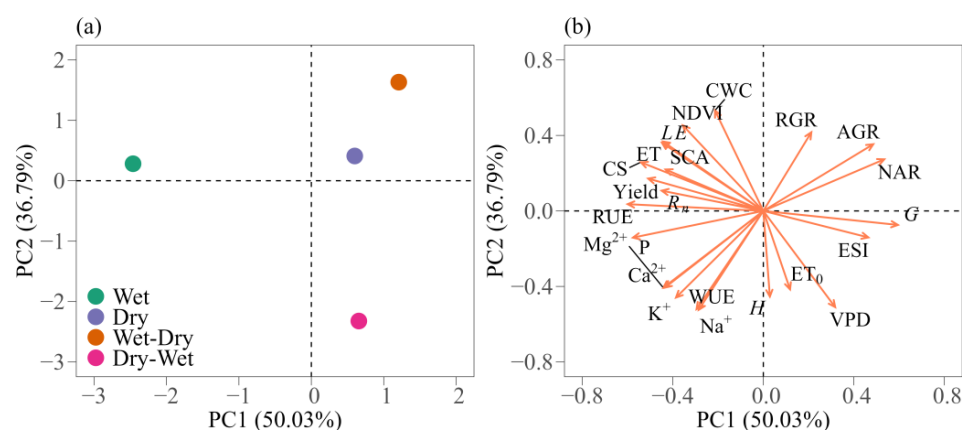 (a)
PC2 (36.79%)
2
1
0
−1
−2
−3
Wet
Dry
Wet-Dry
Dry-Wet
−3 −2 −1 0 1 2
PC1 (50.03%)
(b)
PC2 (36.79%)
0.8
0.4
0.0
−0.4
−0.8
CWC
NDVI
RGR
LE
AGR
ET
SCA
CS
NAR
Yield
Rn
RUE
G
Mg2+
P
ESI
Ca2+
ET0
K+
WUE
H
Na+
VPD
−0.8 −0.4 0.0 0.4 0.8
PC1 (50.03%)